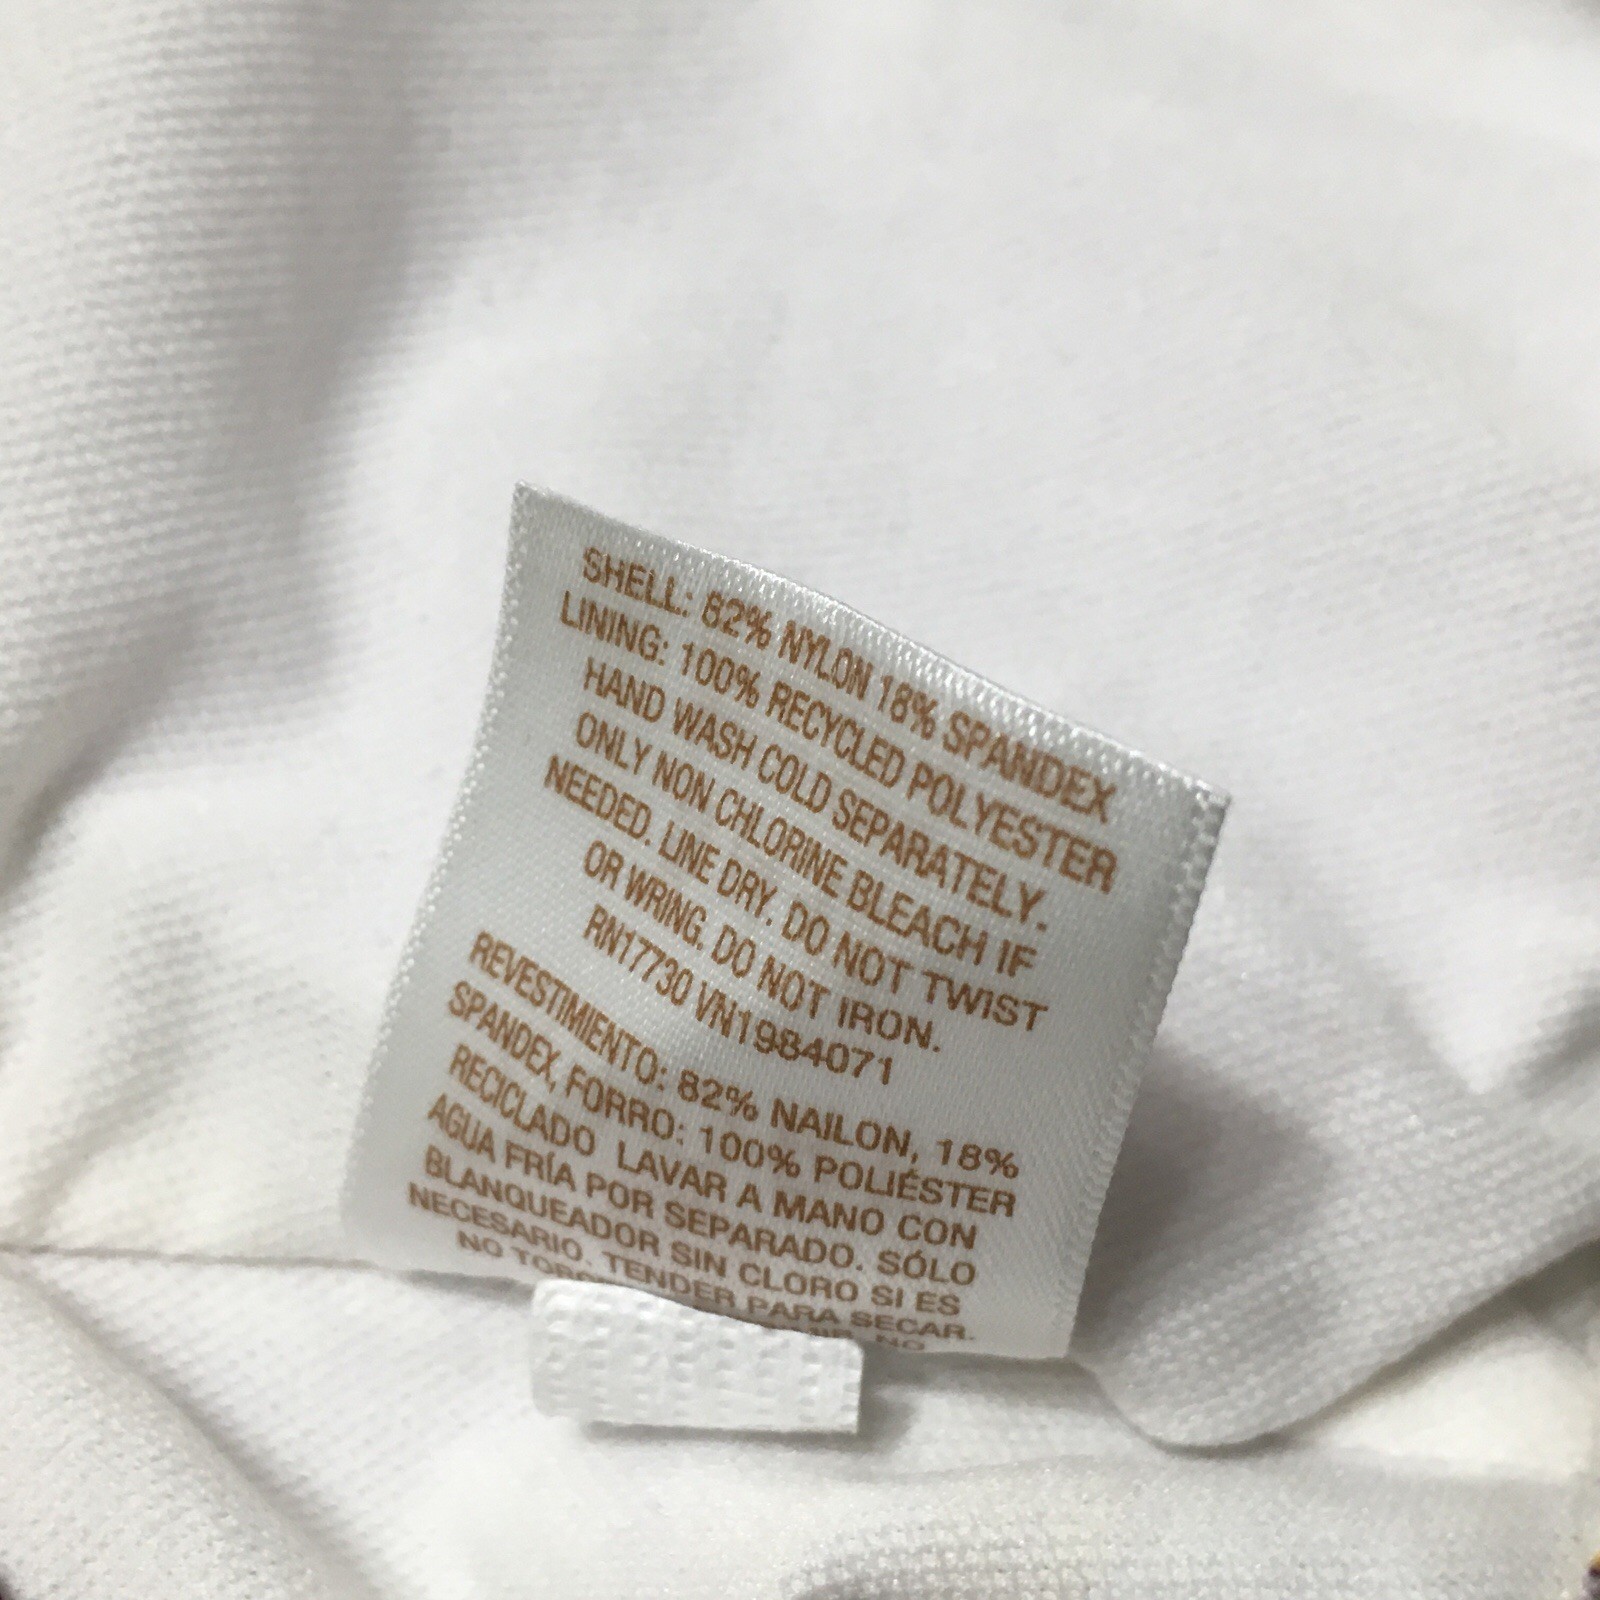 SHELL: 82% NYLON 18% SPANDEX
LINING: 100% RECYCLED POLYESTER
HAND WASH COLD SEPARATELY.
ONLY NON CHLORINE BLEACH IF
NEEDED. LINE DRY. DO NOT TWIST
OR WRING. DO NOT IRON.
RN17730 VN1984071
REVESTIMIENTO: 82% NAILON, 18%
SPANDEX, FORRO: 100% POLIÉSTER
RECICLADO LAVAR A MANO CON
AGUA FRÍA POR SEPARADO. SÓLO
BLANQUEADOR SIN CLORO SI ES
NECESARIO. TENDER PARA SECAR.
NO NO